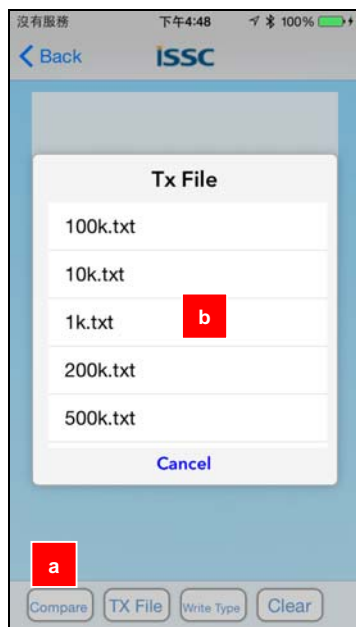 沒有服務 下午4:48 100%
Back ISSC
Tx File
100k.txt
10k.txt
1k.txt
b
200k.txt
500k.txt
Cancel
a
Compare TX File Write Type Clear